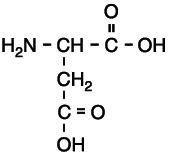 O
H₂N – CH – C – OH
CH₂
C = O
OH